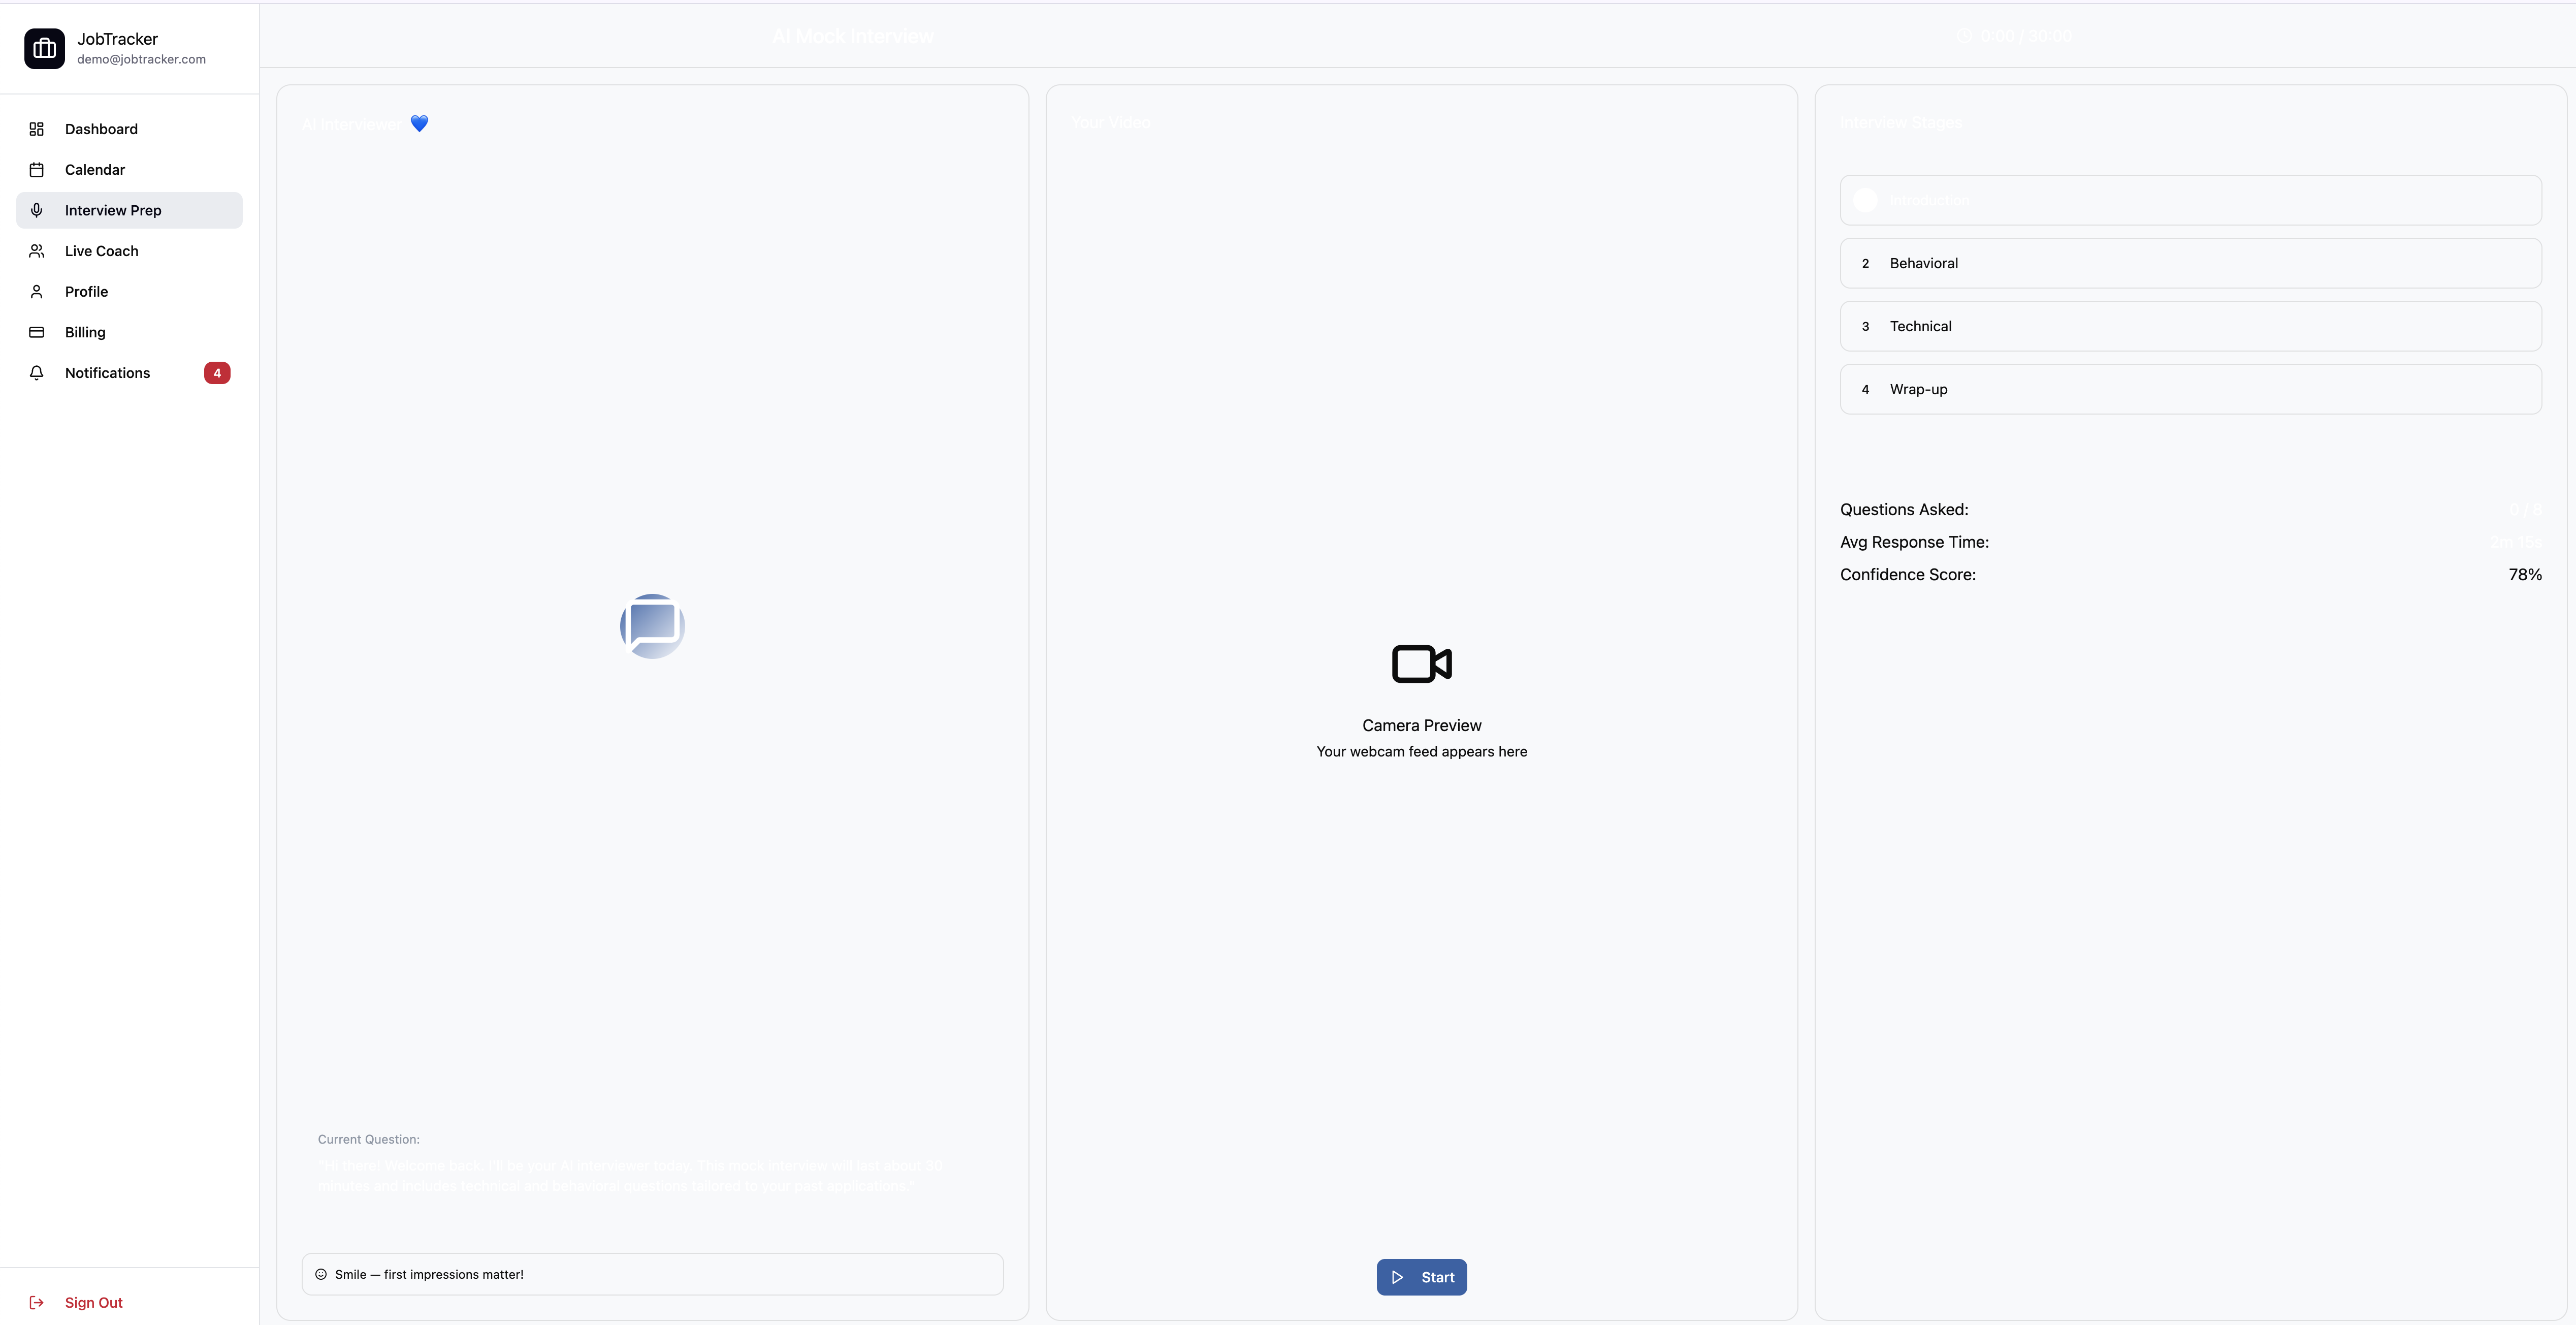 JobTracker
demo@jobtracker.com
Dashboard
Calendar
Interview Prep
Live Coach
Profile
Billing
Notifications 4
Sign Out
AI Mock Interview
0:00 / 30:00
AI Interviewer 💙
Current Question:
"Hi there! Welcome back. I'll be your AI interviewer today. This mock interview will last about 30
minutes and includes technical and behavioral questions tailored to your past applications."
Smile — first impressions matter!
Your Video
Camera Preview
Your webcam feed appears here
Start
Interview Stages
Introduction
2 Behavioral
3 Technical
4 Wrap-up
Questions Asked: 0 / 8
Avg Response Time: 2m 15s
Confidence Score: 78%